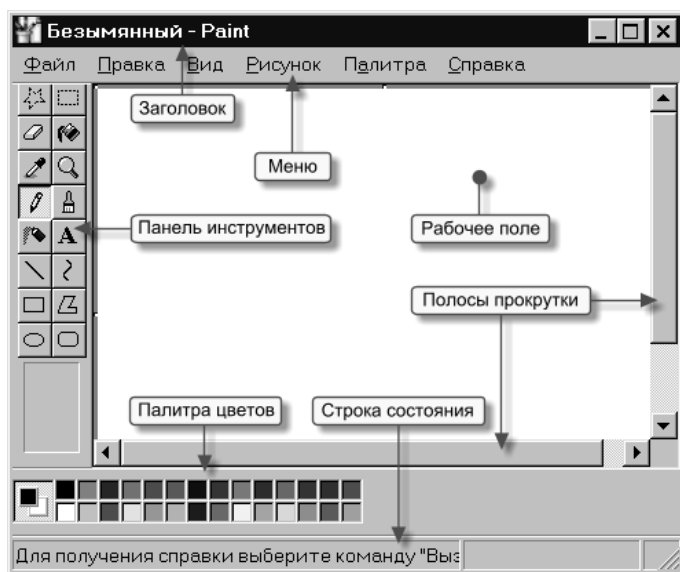 Безымянный - Paint
Файл Правка Вид Рисунок Палитра Справка
Заголовок
Меню
Панель инструментов
A
Рабочее поле
Полосы прокрутки
Палитра цветов
Строка состояния
Для получения справки выберите команду "Выз